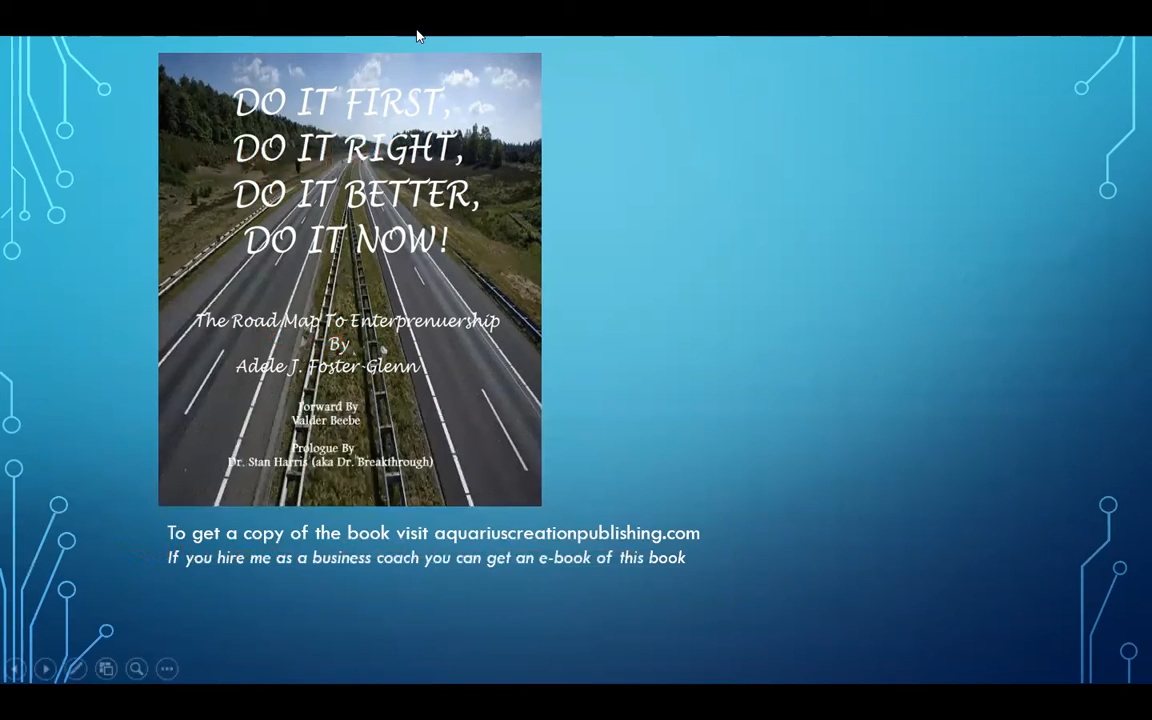 DO IT FIRST,
DO IT RIGHT,
DO IT BETTER,
DO IT NOW!
The Road Map To Enterprenuership
By
Adele J. Foster-Glenn
Forward By
Valder Beebe
Prologue By
Dr. Stan Harris (aka Dr. Breakthrough)
To get a copy of the book visit aquariuscreationpublishing.com
If you hire me as a business coach you can get an e-book of this book